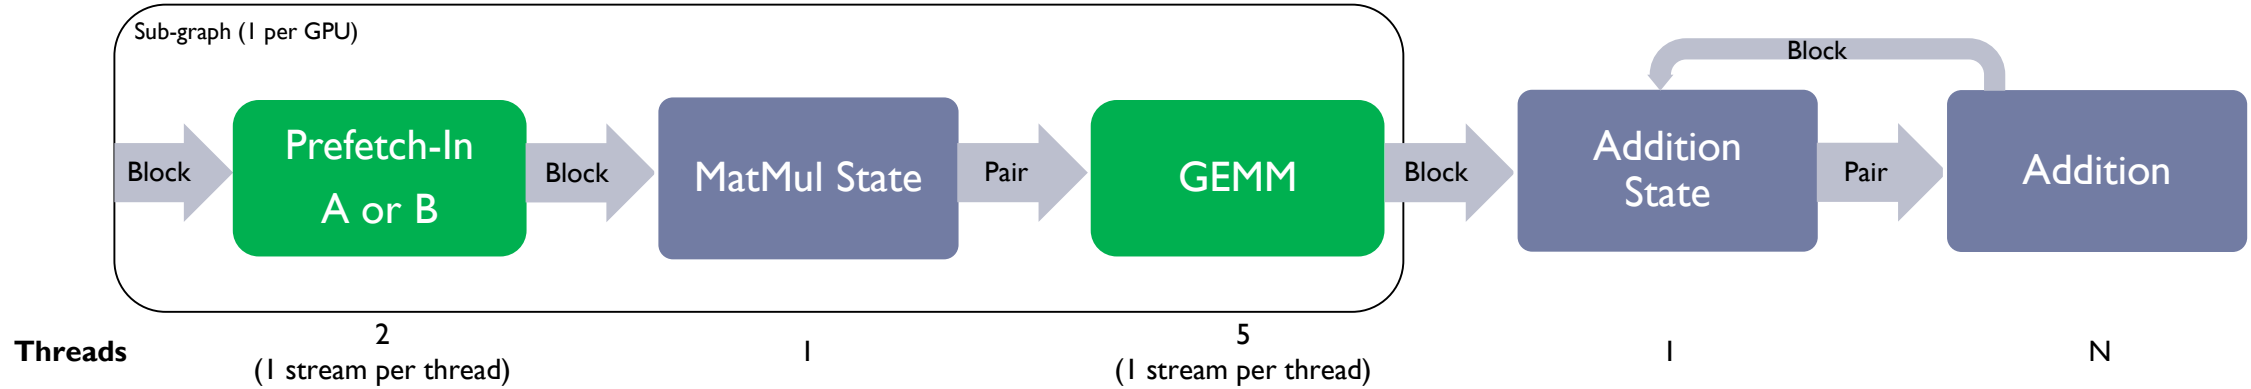 Sub-graph (1 per GPU)
Block
Block
Prefetch-In
A or B
Block
MatMul State
Pair
GEMM
Block
Addition
State
Pair
Addition
Threads
2
(1 stream per thread)
1
5
(1 stream per thread)
1
N